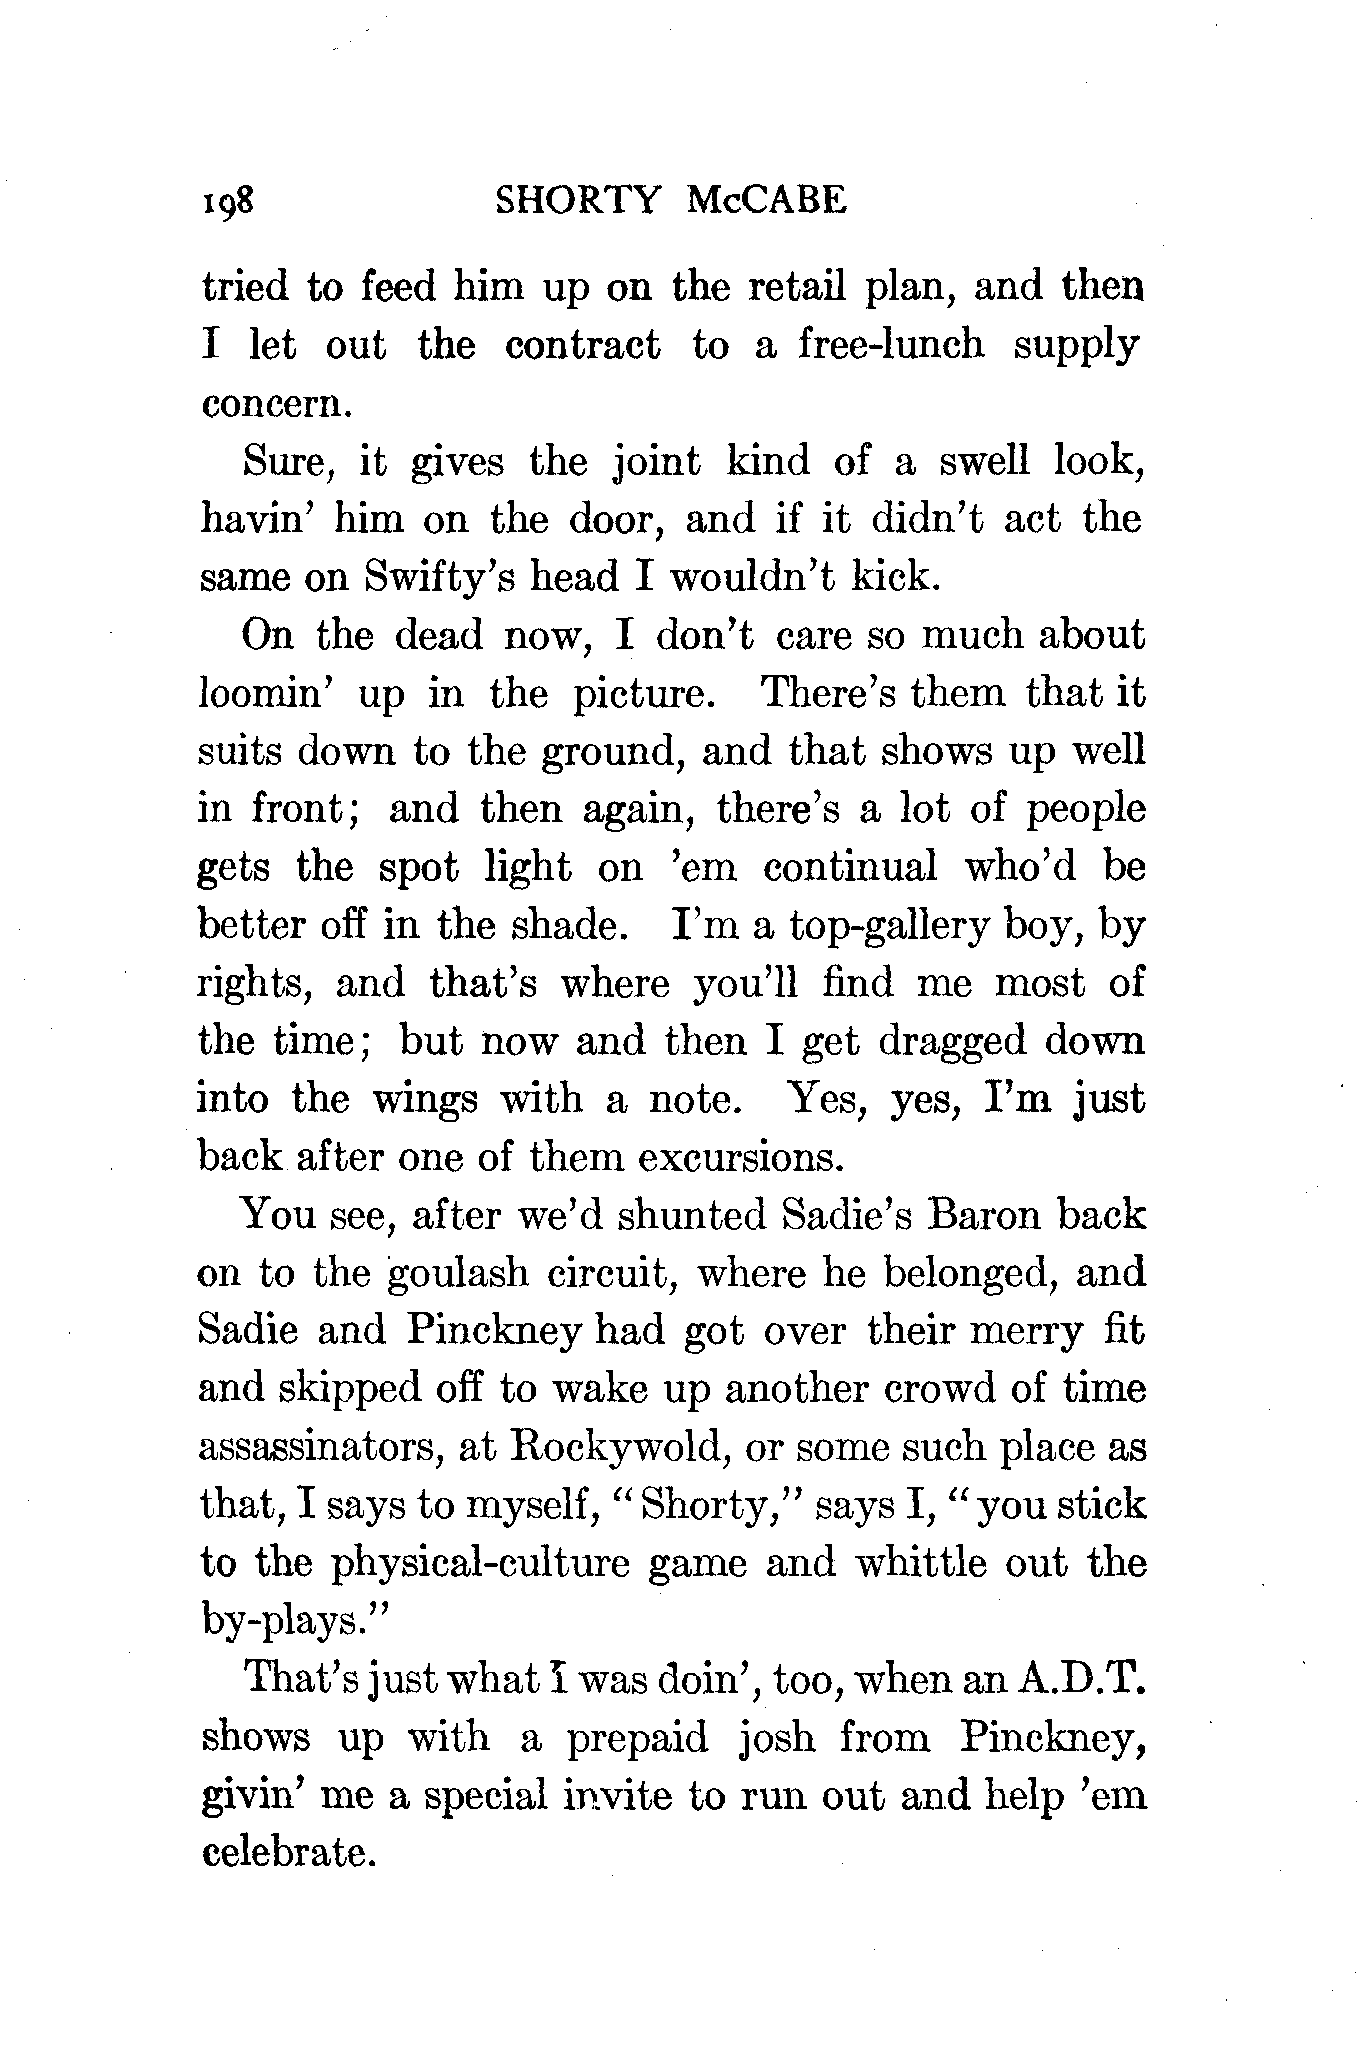 198 SHORTY McCABE
tried to feed him up on the retail plan, and then
I let out the contract to a free-lunch supply
concern.
Sure, it gives the joint kind of a swell look,
havin' him on the door, and if it didn't act the
same on Swifty's head I wouldn't kick.
On the dead now, I don't care so much about
loomin' up in the picture. There's them that it
suits down to the ground, and that shows up well
in front; and then again, there's a lot of people
gets the spot light on 'em continual who'd be
better off in the shade. I'm a top-gallery boy, by
rights, and that's where you'll find me most of
the time; but now and then I get dragged down
into the wings with a note. Yes, yes, I'm just
back after one of them excursions.
You see, after we'd shunted Sadie's Baron back
on to the goulash circuit, where he belonged, and
Sadie and Pinckney had got over their merry fit
and skipped off to wake up another crowd of time
assassinators, at Rockywold, or some such place as
that, I says to myself, "Shorty," says I, "you stick
to the physical-culture game and whittle out the
by-plays."
That's just what I was doin', too, when an A.D.T.
shows up with a prepaid josh from Pinckney,
givin' me a special invite to run out and help 'em
celebrate.